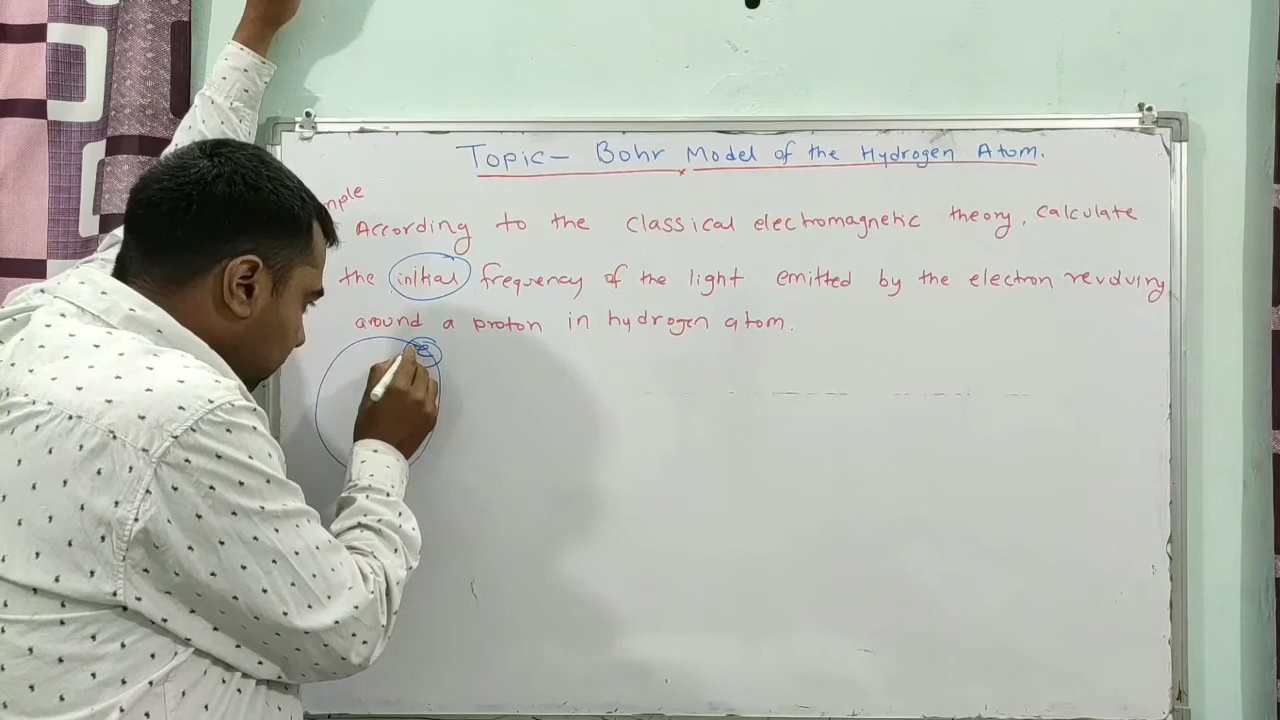 Topic- Bohr Model of the Hydrogen Atom.
According to the classical electromagnetic theory, calculate
the initial frequency of the light emitted by the electron revolving
around a proton in hydrogen atom.